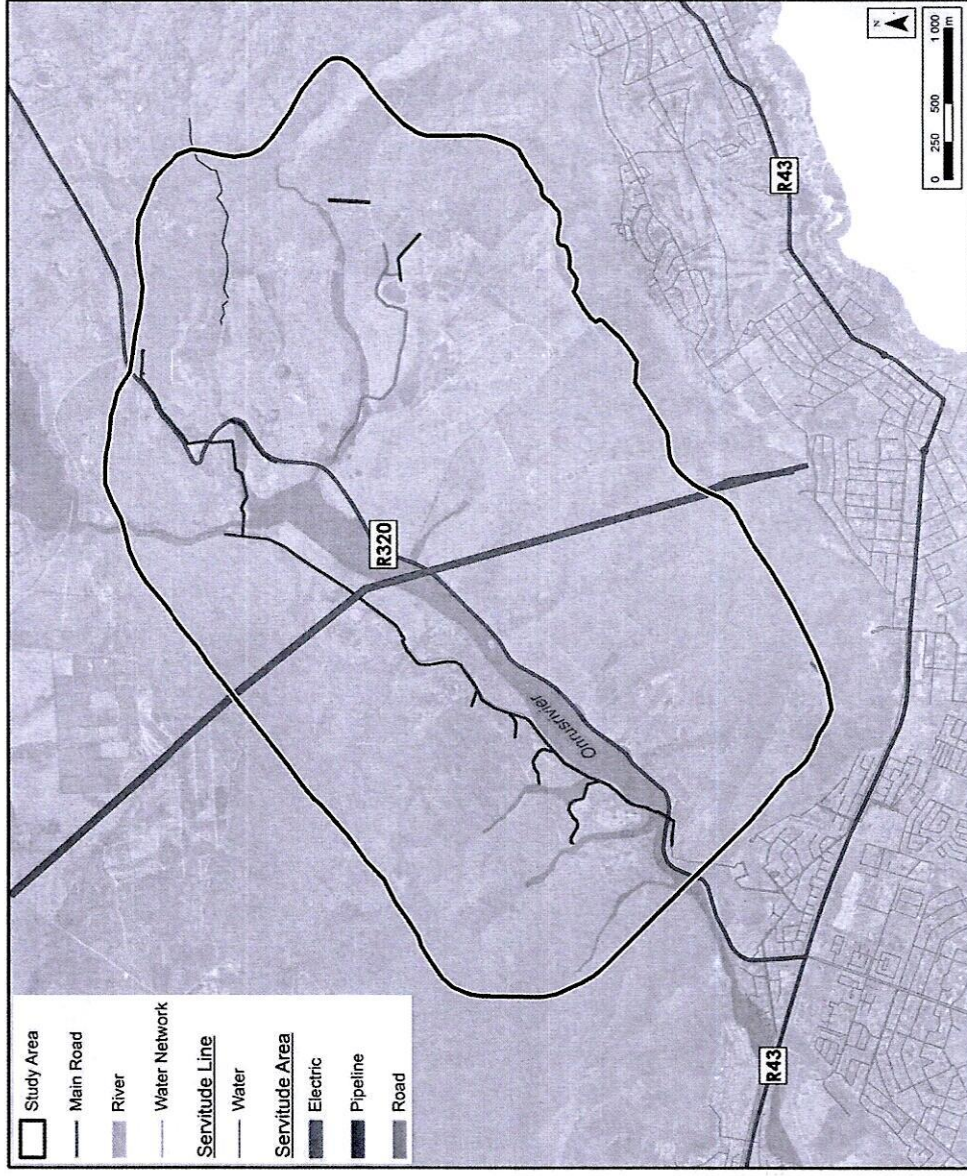 Study Area
Main Road
River
Water Network
Servitude Line
Water
Servitude Area
Electric
Pipeline
Road
R320
Onrusrivier
R43
R43
N
0 250 500 1 000
m